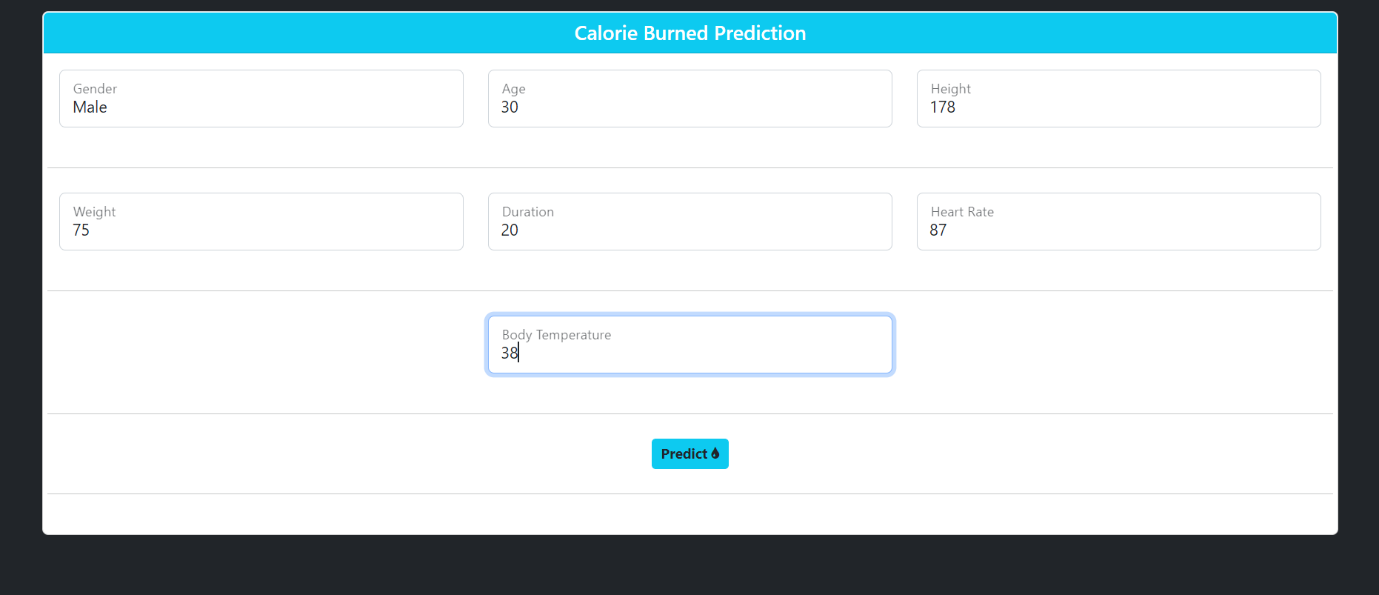 Calorie Burned Prediction
Gender
Male
Age
30
Height
178
Weight
75
Duration
20
Heart Rate
87
Body Temperature
38
Predict